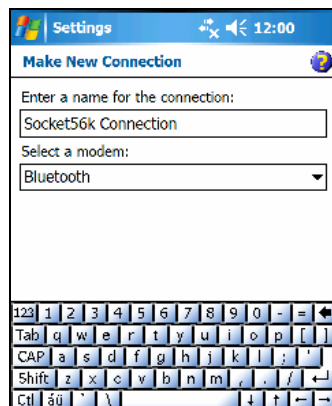 Settings 12:00
Make New Connection ?
Enter a name for the connection:
Socket56k Connection
Select a modem:
Bluetooth
123 1 2 3 4 5 6 7 8 9 0 - =
Tab q w e r t y u i o p [ ]
CAP a s d f g h j k l ; '
Shift z x c v b n m , . /
Ctl áü ` \